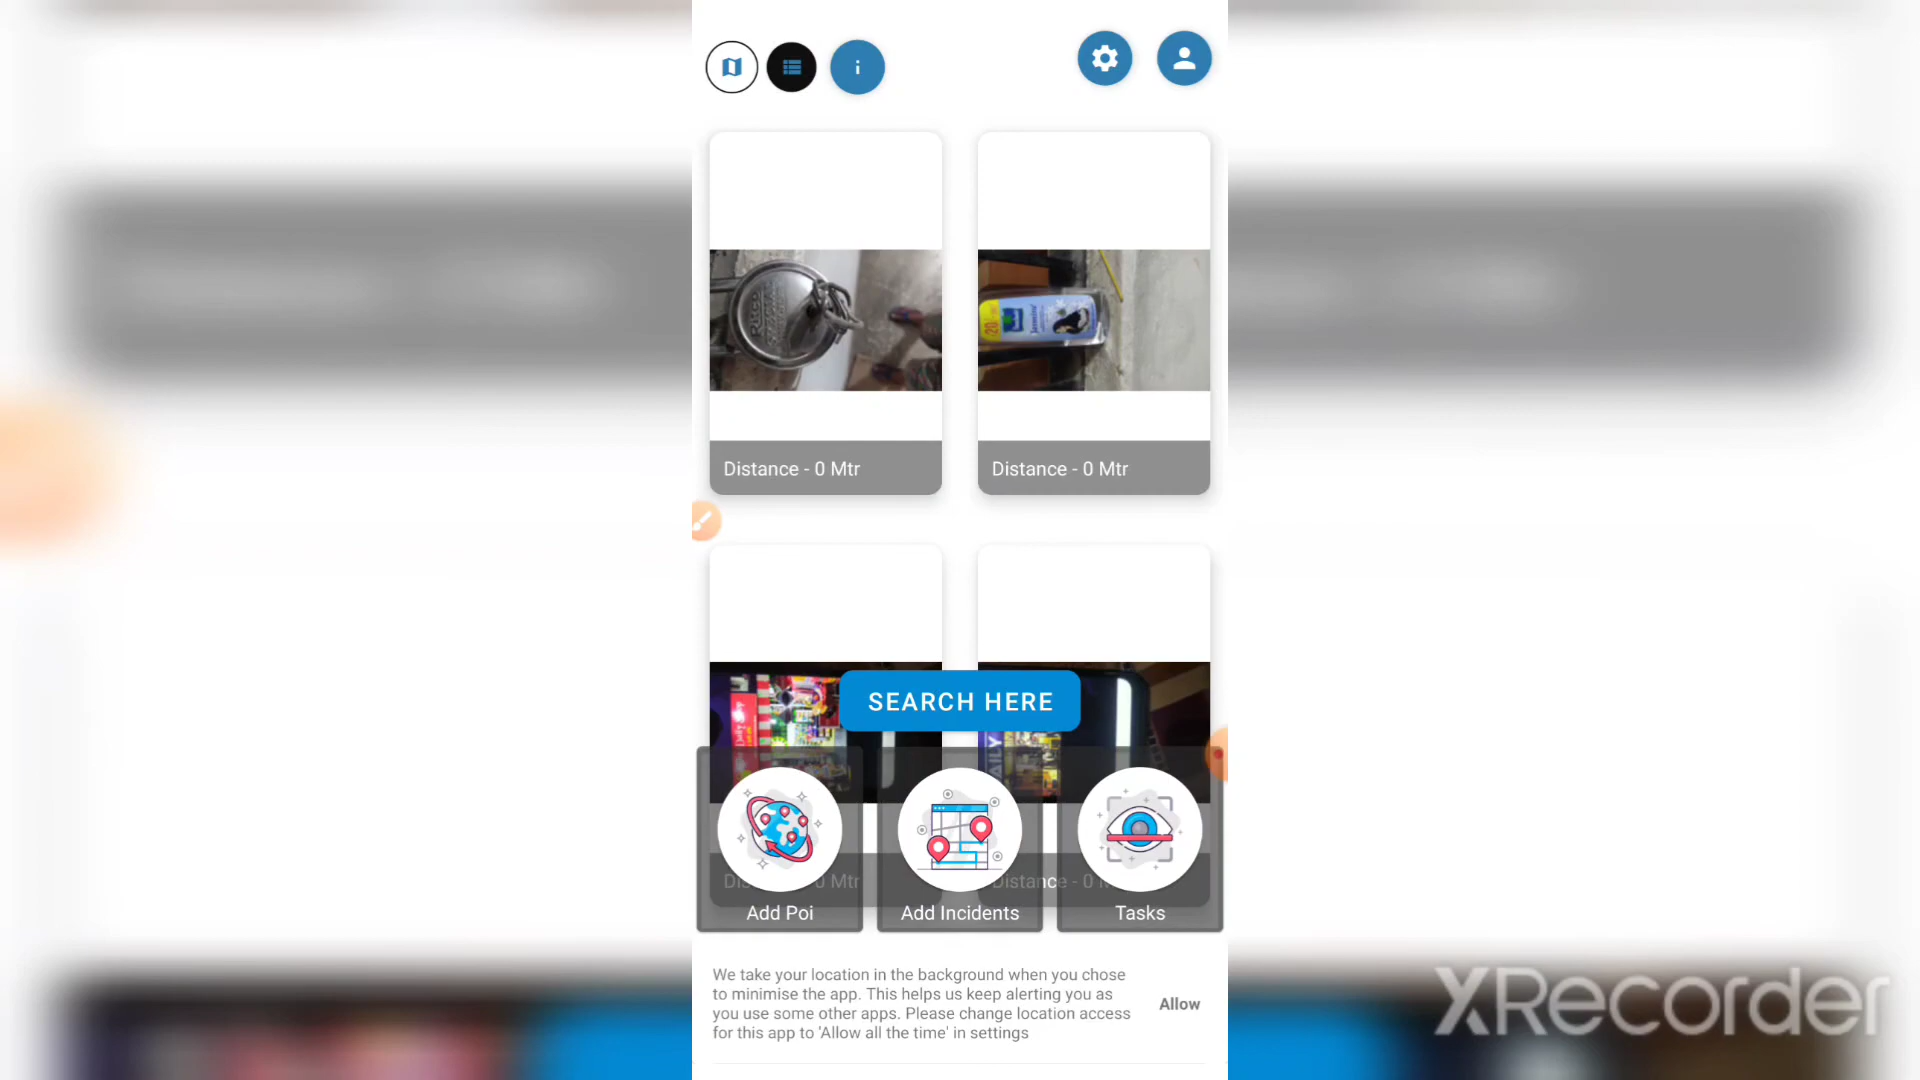 Distance - 0 Mtr
Distance - 0 Mtr
SEARCH HERE
Add Poi
Add Incidents
Tasks
We take your location in the background when you chose
to minimise the app. This helps us keep alerting you as
you use some other apps. Please change location access
for this app to 'Allow all the time' in settings
Allow
XRecorder